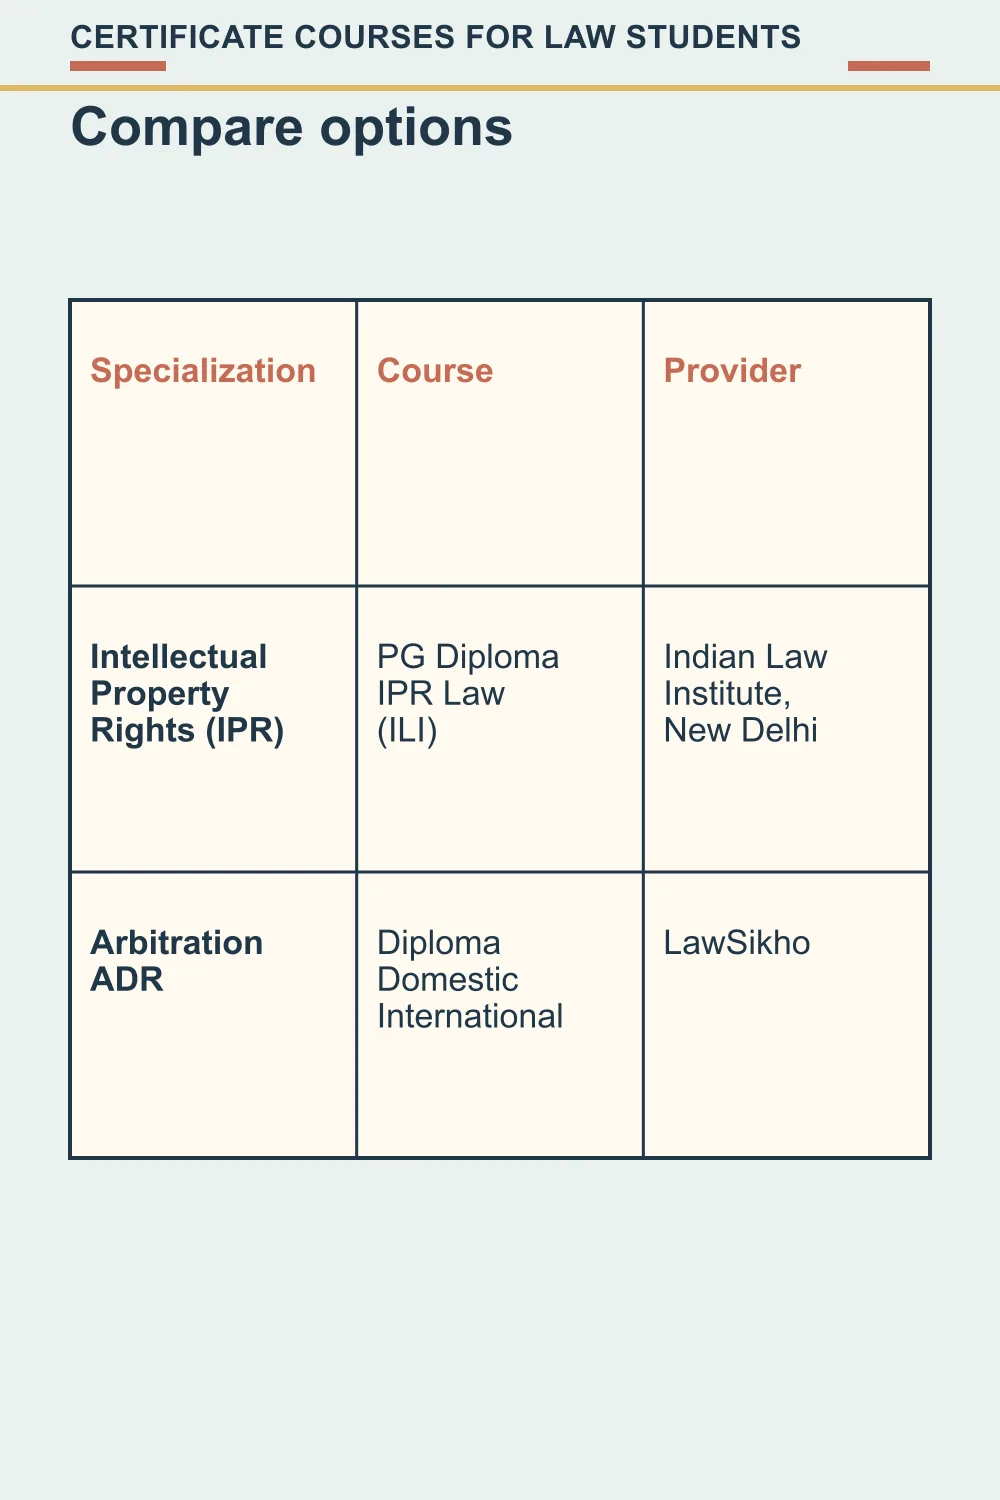 CERTIFICATE COURSES FOR LAW STUDENTS
Compare options
Specialization
Course
Provider
Intellectual
Property
Rights (IPR)
PG Diploma
IPR Law
(ILI)
Indian Law
Institute,
New Delhi
Arbitration
ADR
Diploma
Domestic
International
LawSikho